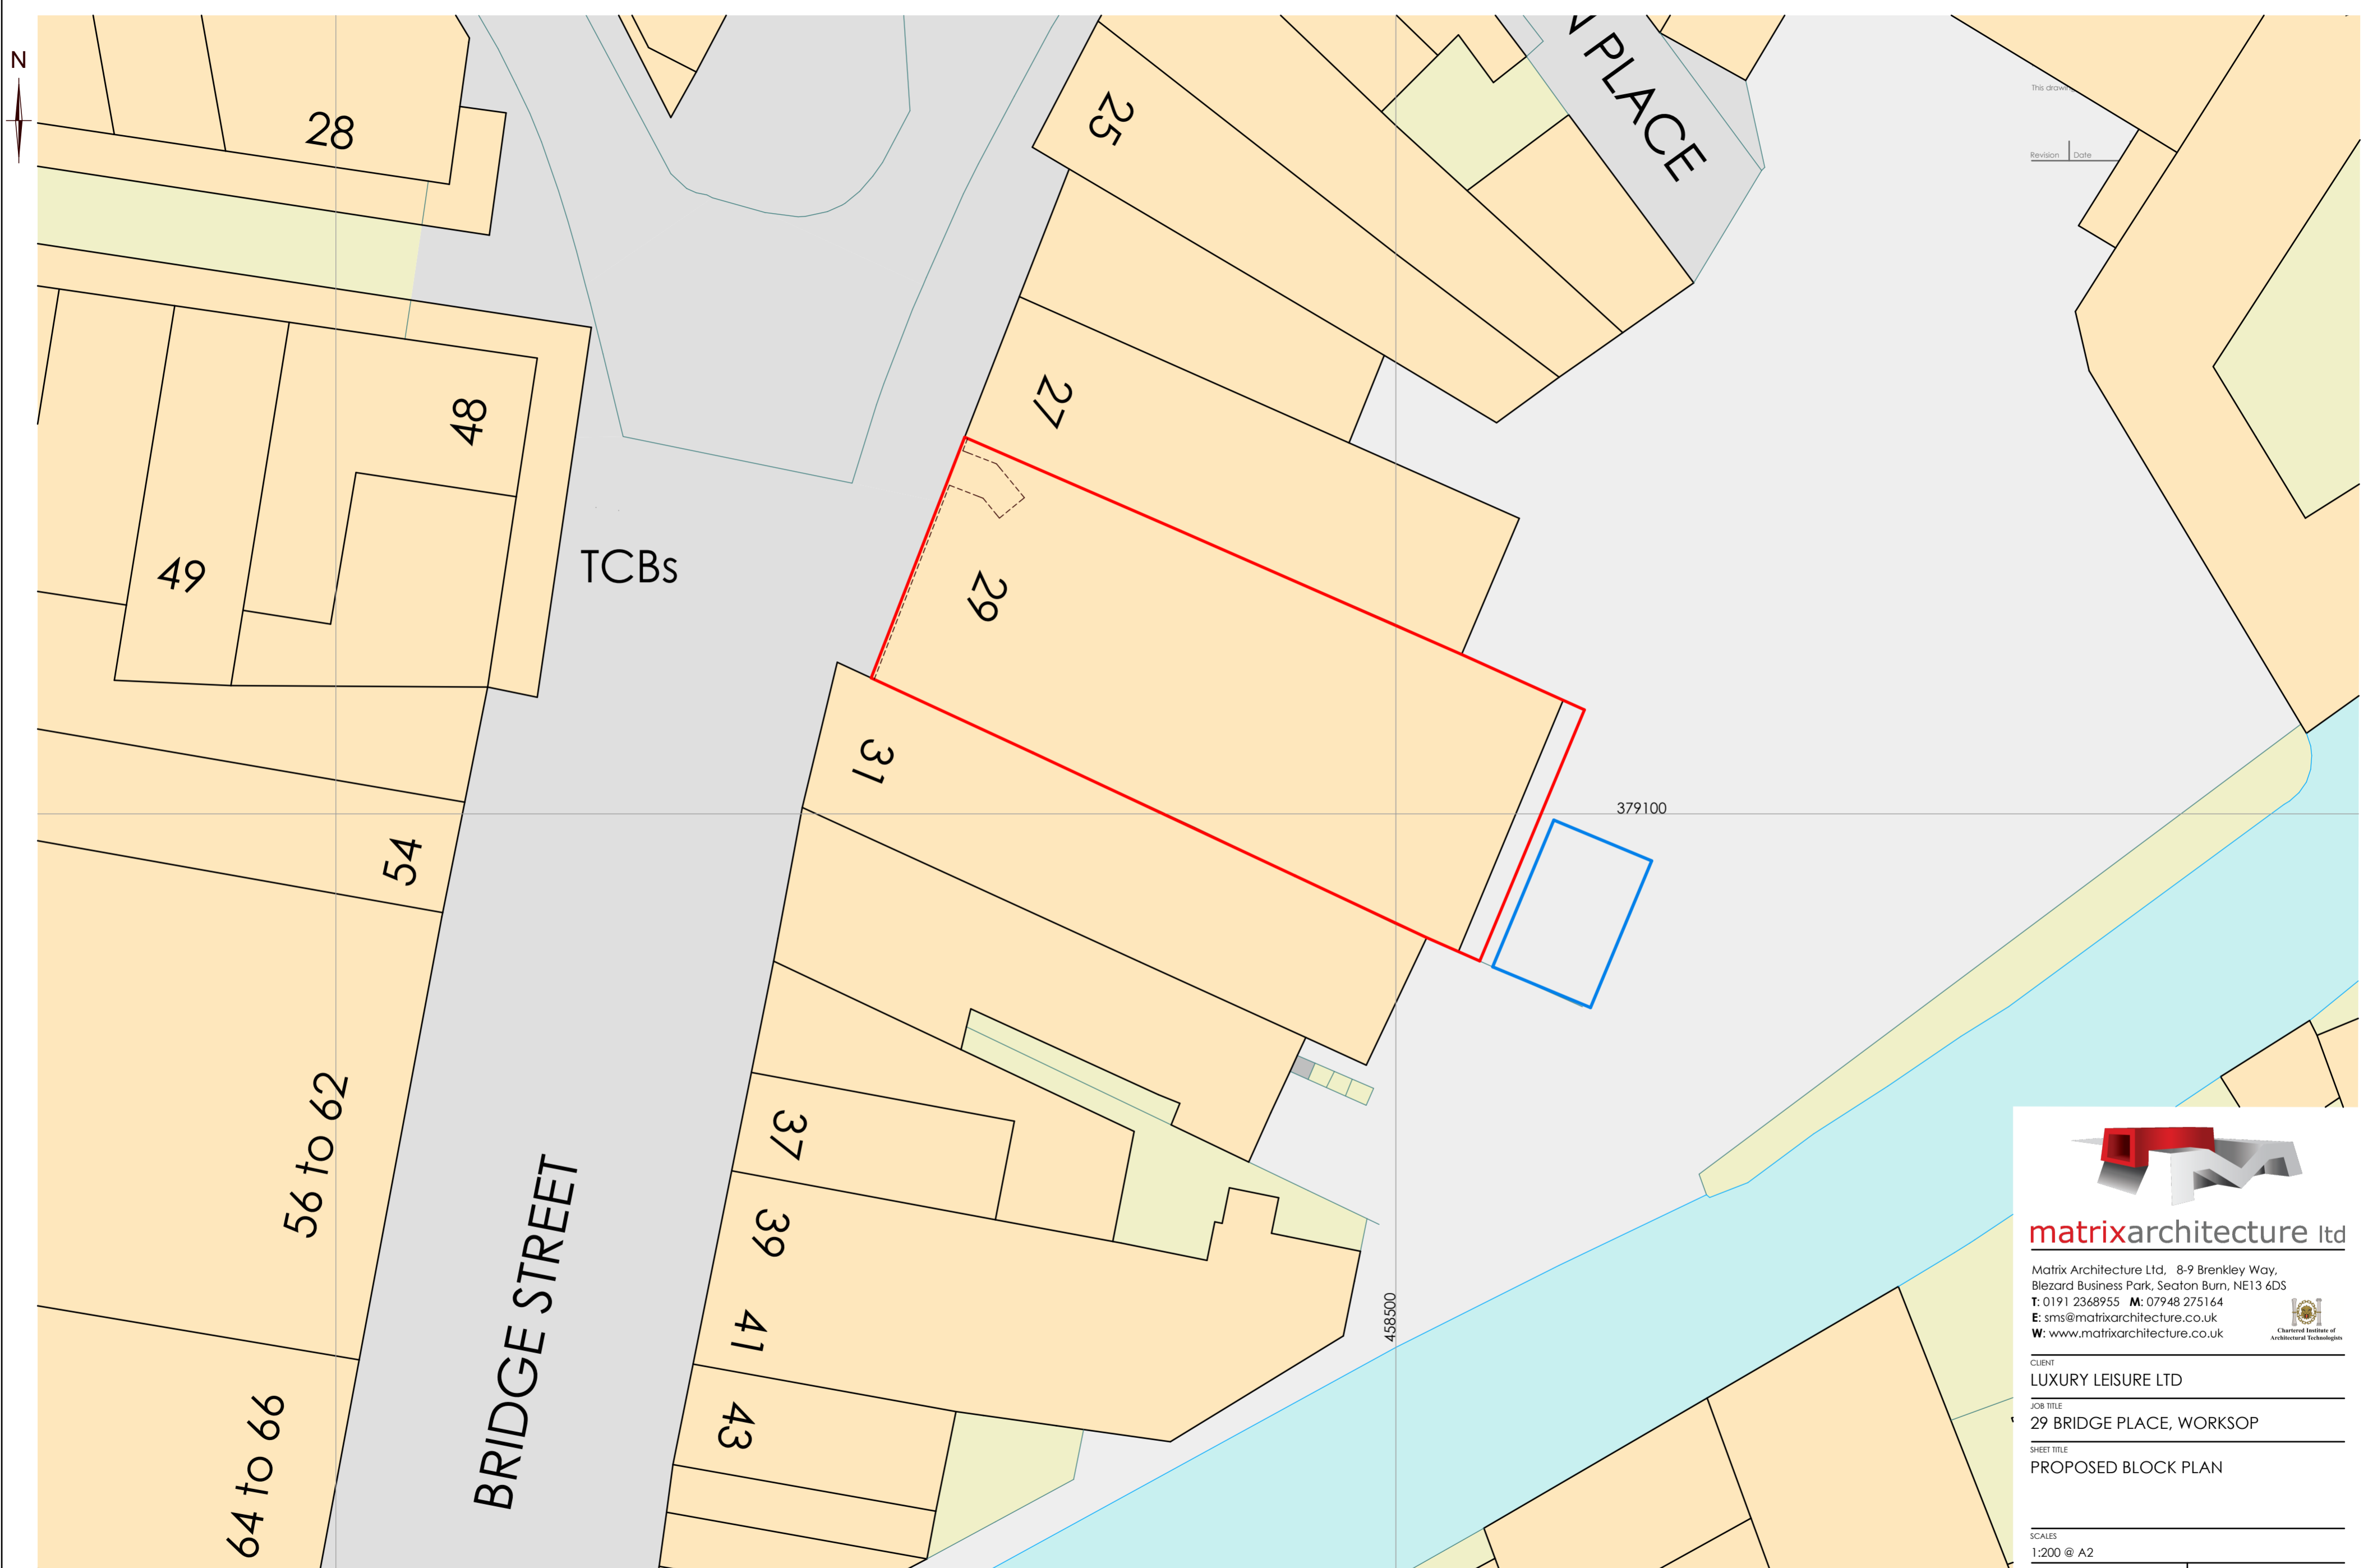 N
28
25
N PLACE
This drawi
Revision Date
27
48
TCBs
49
29
31
379100
54
56 to 62
37
39
458500
41
43
64 to 66
BRIDGE STREET
matrixarchitecture ltd
Matrix Architecture Ltd, 8-9 Brenkley Way,
Blezard Business Park, Seaton Burn, NE13 6DS
T: 0191 2368955 M: 07948 275164
E: sms@matrixarchitecture.co.uk
W: www.matrixarchitecture.co.uk
Chartered Institute of
Architectural Technologists
CLIENT
LUXURY LEISURE LTD
JOB TITLE
29 BRIDGE PLACE, WORKSOP
SHEET TITLE
PROPOSED BLOCK PLAN
SCALES
1:200 @ A2